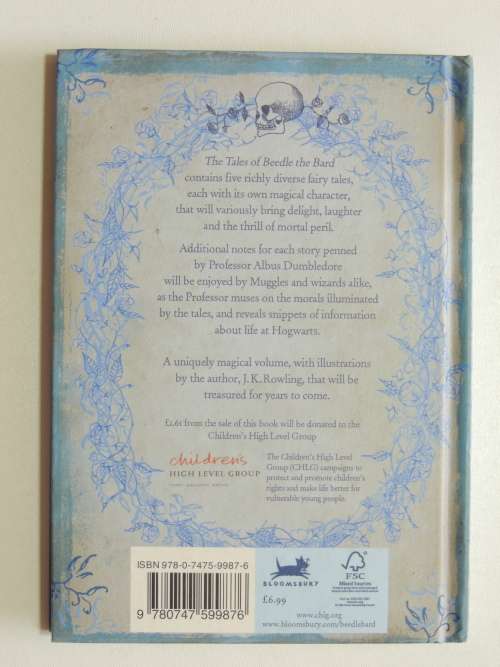 The Tales of Beedle the Bard
contains five richly diverse fairy tales,
each with its own magical character,
that will variously bring delight, laughter
and the thrill of mortal peril.
Additional notes for each story penned
by Professor Albus Dumbledore
will be enjoyed by Muggles and wizards alike,
as the Professor muses on the morals illuminated
by the tales, and reveals snippets of information
about life at Hogwarts.
A uniquely magical volume, with illustrations
by the author, J.K.Rowling, that will be
treasured for years to come.
£1.61 from the sale of this book will be donated to the
Children's High Level Group
children's
HIGH LEVEL GROUP
The Children's High Level
Group (CHLG) campaigns to
protect and promote children's
rights and make life better for
vulnerable young people.
ISBN 978-0-7475-9987-6
9 780747 599876
BLOOMSBURY
£6.99
FSC
Mixed Sources
www.chlg.org
www.bloomsbury.com/beedlebard